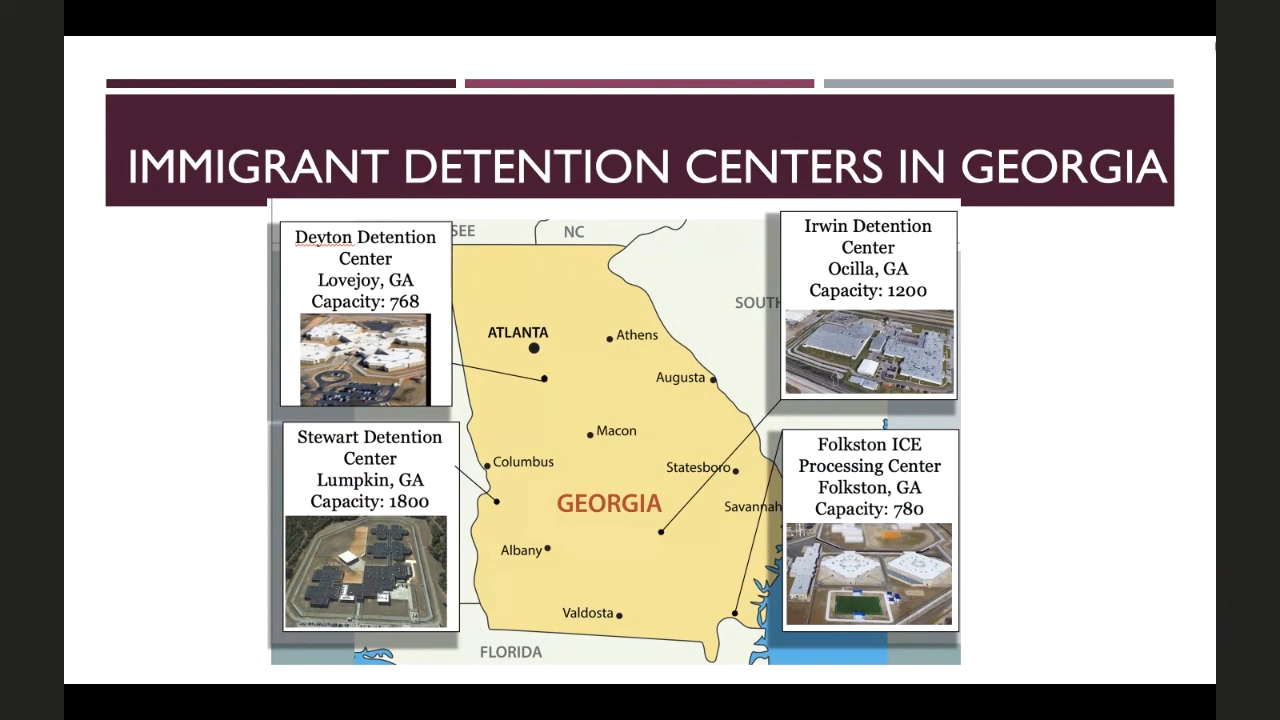 IMMIGRANT DETENTION CENTERS IN GEORGIA
Deyton Detention
Center
Lovejoy, GA
Capacity: 768
Irwin Detention
Center
Ocilla, GA
Capacity: 1200
Stewart Detention
Center
Lumpkin, GA
Capacity: 1800
Folkston ICE
Processing Center
Folkston, GA
Capacity: 780
SEE
NC
SOUTH
ATLANTA
Athens
Augusta
Macon
Columbus
Statesboro
GEORGIA
Savannah
Albany
Valdosta
FLORIDA